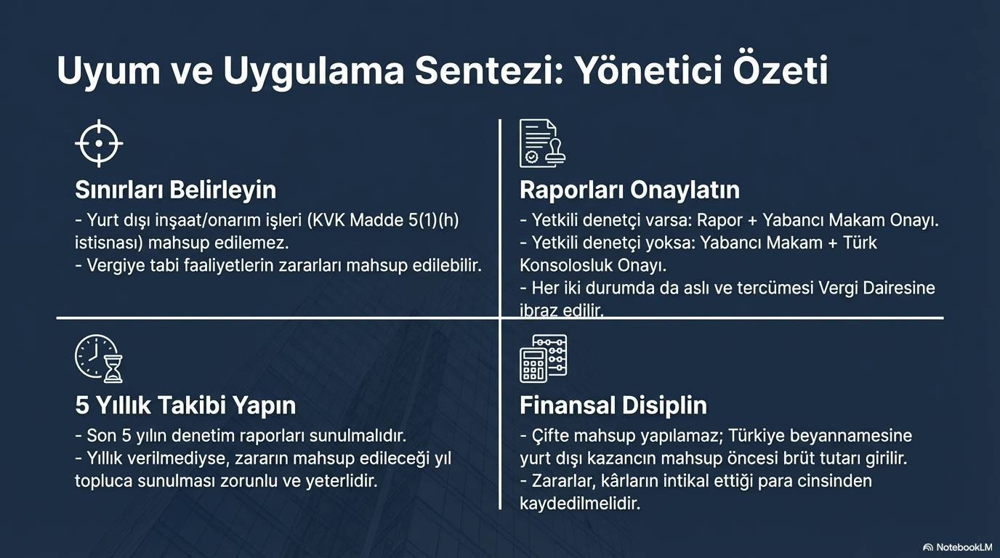 Uyum ve Uygulama Sentezi: Yönetici Özeti
Sınırları Belirleyin
- Yurt dışı inşaat/onarım işleri (KVK Madde 5(1)(h)
istisnası) mahsup edilemez.
- Vergiye tabi faaliyetlerin zararları mahsup edilebilir.
Raporları Onaylatın
- Yetkili denetçi varsa: Rapor + Yabancı Makam Onayı.
- Yetkili denetçi yoksa: Yabancı Makam + Türk
Konsolosluk Onayı.
- Her iki durumda da aslı ve tercümesi Vergi Dairesine
ibraz edilir.
5 Yıllık Takibi Yapın
- Son 5 yılın denetim raporları sunulmalıdır.
- Yıllık verilmediyse, zararın mahsup edileceği yıl
topluca sunulması zorunlu ve yeterlidir.
Finansal Disiplin
- Çifte mahsup yapılamaz; Türkiye beyannamesine
yurt dışı kazancın mahsup öncesi brüt tutarı girilir.
- Zararlar, kârların intikal ettiği para cinsinden
kaydedilmelidir.
NotebookLM